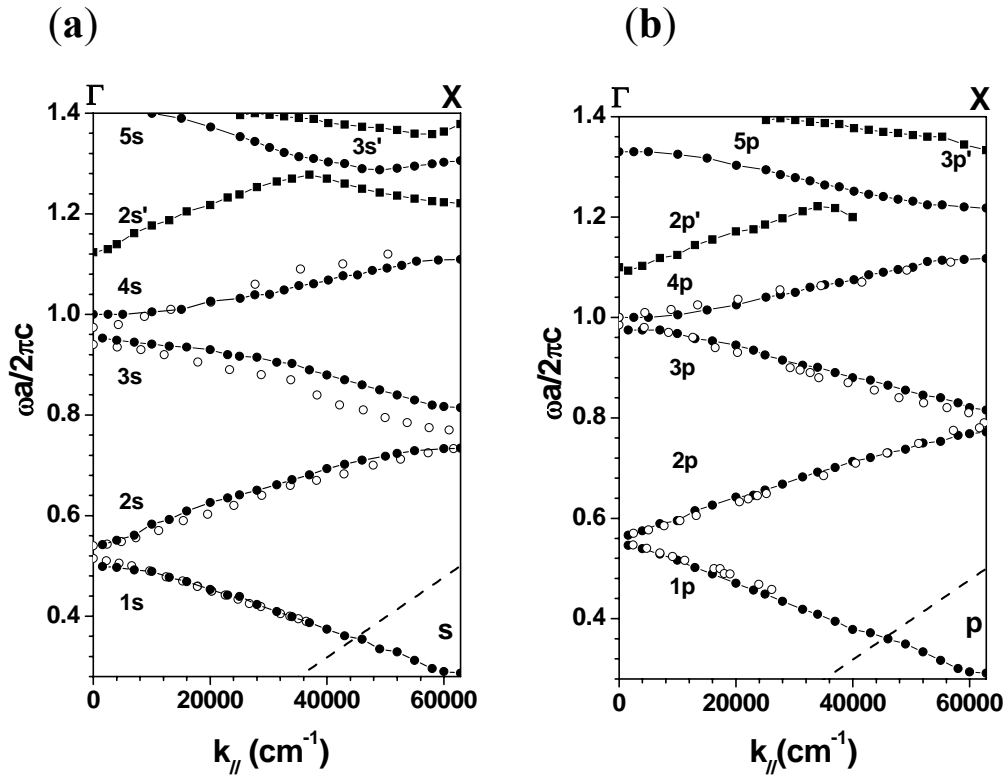 (a) (b)
Γ X Γ X
1.4 1.4
5s 3s' 5p 3p'
1.2 2s' 1.2 2p'
4s 4p
1.0 1.0
ωa/2πc ωa/2πc
3s 3p
0.8 0.8
2s 2p
0.6 0.6
1s 1p
0.4 s 0.4 p
0 20000 40000 60000 0 20000 40000 60000
k// (cm-1) k//(cm-1)